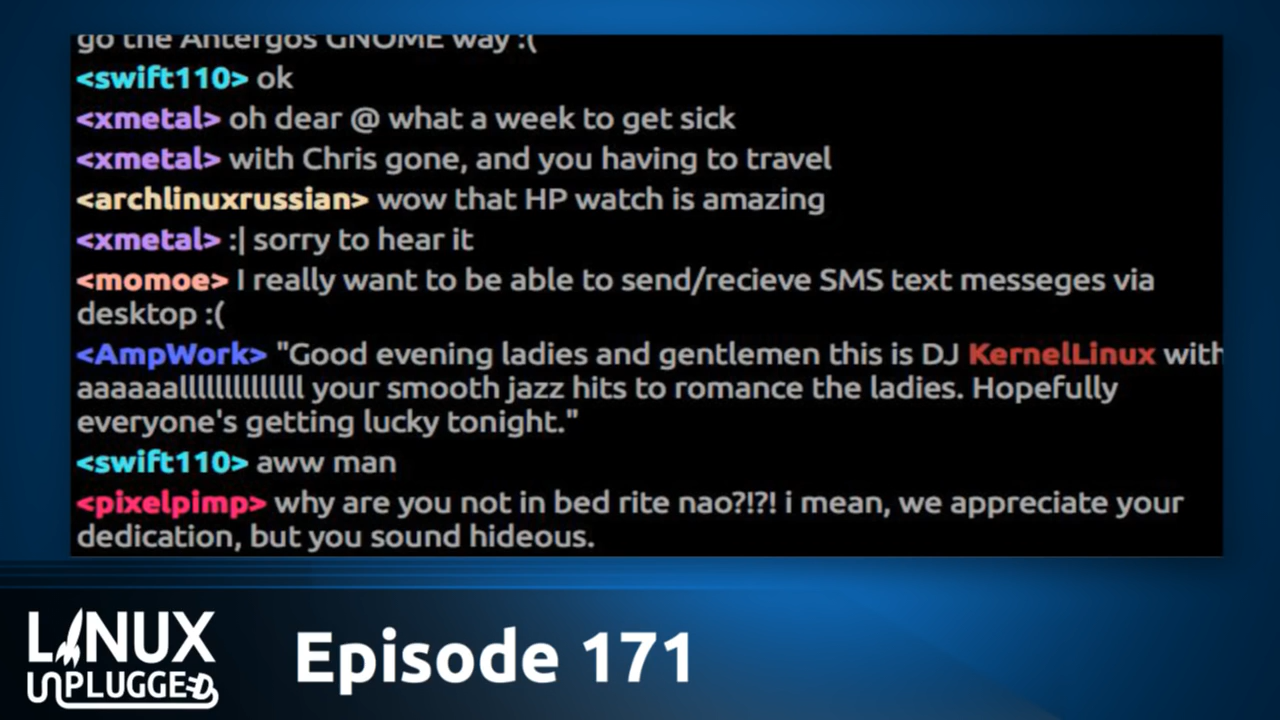 go the Antergos GNOME way :(
<swift110> ok
<xmetal> oh dear @ what a week to get sick
<xmetal> with Chris gone, and you having to travel
<archlinuxrussian> wow that HP watch is amazing
<xmetal> :| sorry to hear it
<momoe> I really want to be able to send/recieve SMS text messeges via
desktop :(
<AmpWork> "Good evening ladies and gentlemen this is DJ KernelLinux with
aaaaaallllllllllllll your smooth jazz hits to romance the ladies. Hopefully
everyone's getting lucky tonight."
<swift110> aww man
<pixelpimp> why are you not in bed rite nao?!?! i mean, we appreciate your
dedication, but you sound hideous.
LINUX
UNPLUGGED
Episode 171